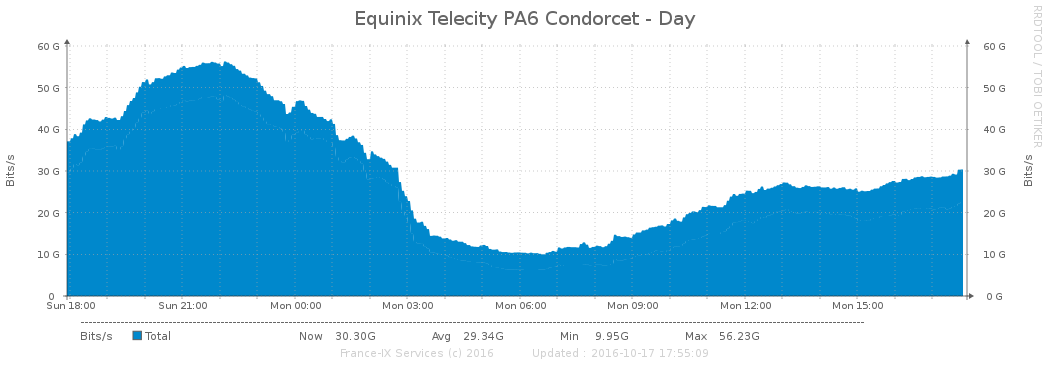 Equinix Telecity PA6 Condorcet - Day
RRDTOOL / TOBI OETIKER
Bits/s
Bits/s
60 G 60 G
50 G 50 G
40 G 40 G
30 G 30 G
20 G 20 G
10 G 10 G
0 0 G
Sun 18:00 Sun 21:00 Mon 00:00 Mon 03:00 Mon 06:00 Mon 09:00 Mon 12:00 Mon 15:00
Bits/s Total Now 30.30G Avg 29.34G Min 9.95G Max 56.23G
France-IX Services (c) 2016 Updated : 2016-10-17 17:55:09